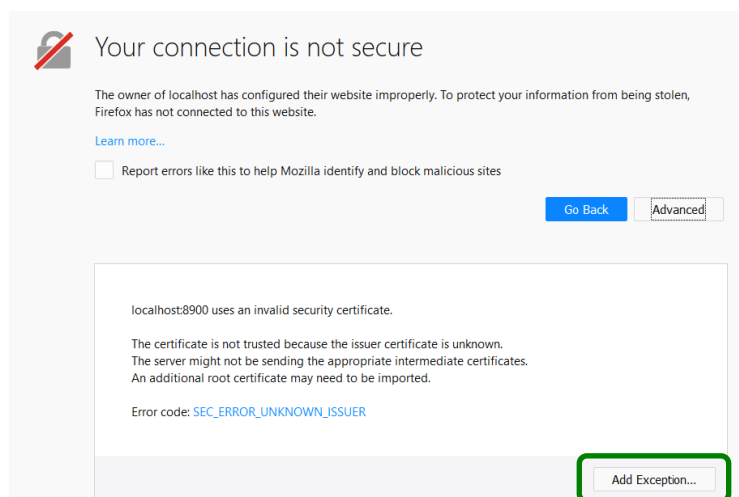 Your connection is not secure
The owner of localhost has configured their website improperly. To protect your information from being stolen,
Firefox has not connected to this website.
Learn more...
Report errors like this to help Mozilla identify and block malicious sites
Go Back Advanced
localhost:8900 uses an invalid security certificate.
The certificate is not trusted because the issuer certificate is unknown.
The server might not be sending the appropriate intermediate certificates.
An additional root certificate may need to be imported.
Error code: SEC_ERROR_UNKNOWN_ISSUER
Add Exception...